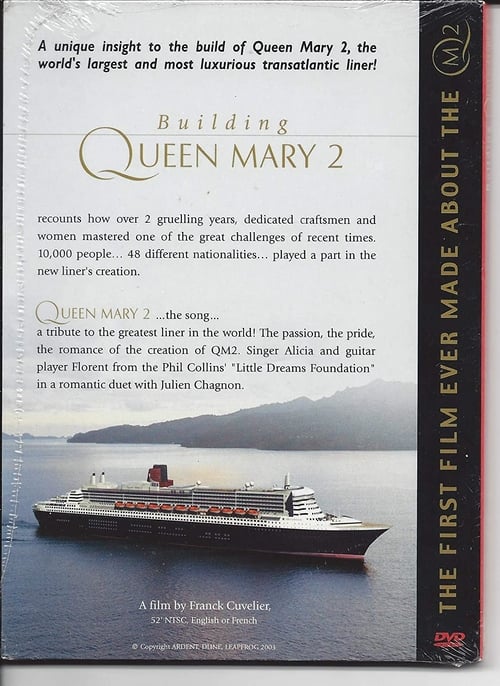 A unique insight to the build of Queen Mary 2, the
world's largest and most luxurious transatlantic liner!
Building
QUEEN MARY 2
recounts how over 2 gruelling years, dedicated craftsmen and
women mastered one of the great challenges of recent times.
10,000 people... 48 different nationalities... played a part in the
new liner's creation.
QUEEN MARY 2 ...the song...
a tribute to the greatest liner in the world! The passion, the pride,
the romance of the creation of QM2. Singer Alicia and guitar
player Florent from the Phil Collins' "Little Dreams Foundation"
in a romantic duet with Julien Chagnon.
A film by Franck Cuvelier,
52' NTSC. English or French
© Copyright ARDENT, DUNE, LEAPFROG 2003
THE FIRST FILM EVER MADE ABOUT THE QM2
DVD